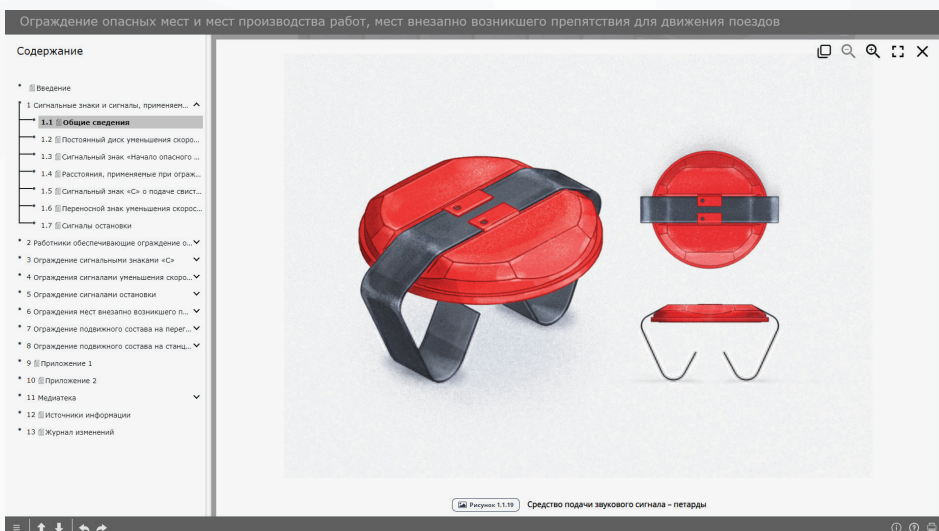 Ограждение опасных мест и мест производства работ, мест внезапно возникшего препятствия для движения поездов
Содержание
Введение
1 Сигнальные знаки и сигналы, применяем...
1.1 Общие сведения
1.2 Постоянный диск уменьшения скоро...
1.3 Сигнальный знак «Начало опасного ...
1.4 Расстояния, применяемые при ограж...
1.5 Сигнальный знак «С» о подаче свист...
1.6 Переносной знак уменьшения скорос...
1.7 Сигналы остановки
2 Работники обеспечивающие ограждение о...
3 Ограждение сигнальными знаками «С»
4 Ограждения сигналами уменьшения скоро...
5 Ограждение сигналами остановки
6 Ограждения мест внезапно возникшего п...
7 Ограждение подвижного состава на перег...
8 Ограждение подвижного состава на станц...
9 Приложение 1
10 Приложение 2
11 Медиатека
12 Источники информации
13 Журнал изменений
Рисунок 1.1.19 Средство подачи звукового сигнала – петарды